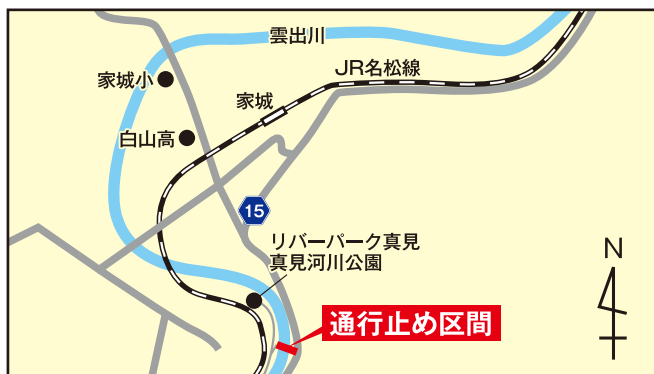 雲出川
JR名松線
家城小
家城
白山高
15
リバーパーク真見
真見河川公園
N
通行止め区間